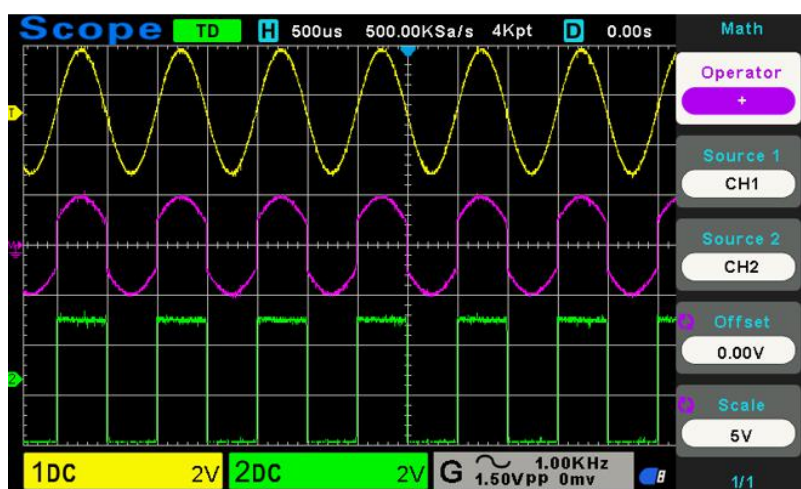 Scope TD H 500us 500.00KSa/s 4Kpt D 0.00s
Math
Operator
+
Source 1
CH1
Source 2
CH2
Offset
0.00V
Scale
5V
1/1
T
M
2
1DC 2V 2DC 2V G 1.00KHz
1.50VPP 0mv